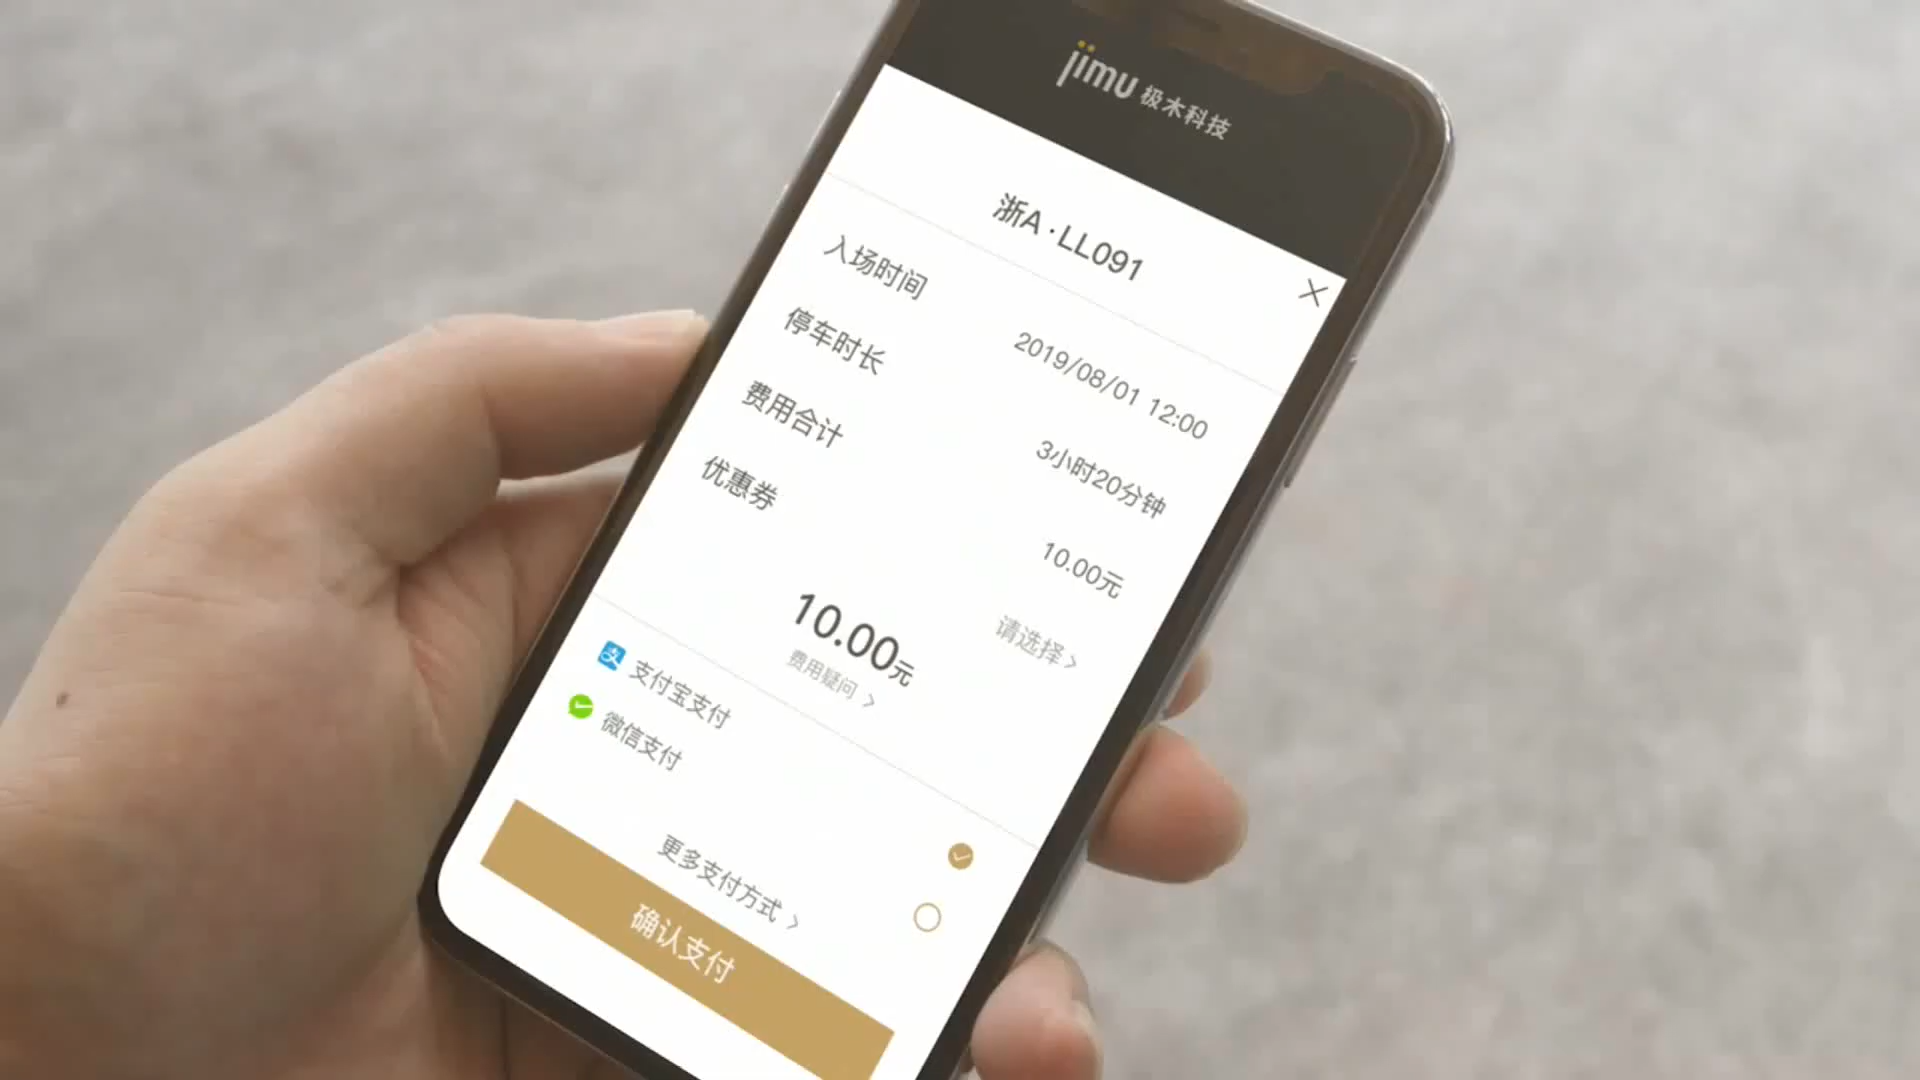 jimu 极木科技
浙A·LL091
入场时间 2019/08/01 12:00
停车时长 3小时20分钟
费用合计 10.00元
优惠券 请选择
10.00元
费用疑问
支付宝支付
微信支付
更多支付方式
确认支付